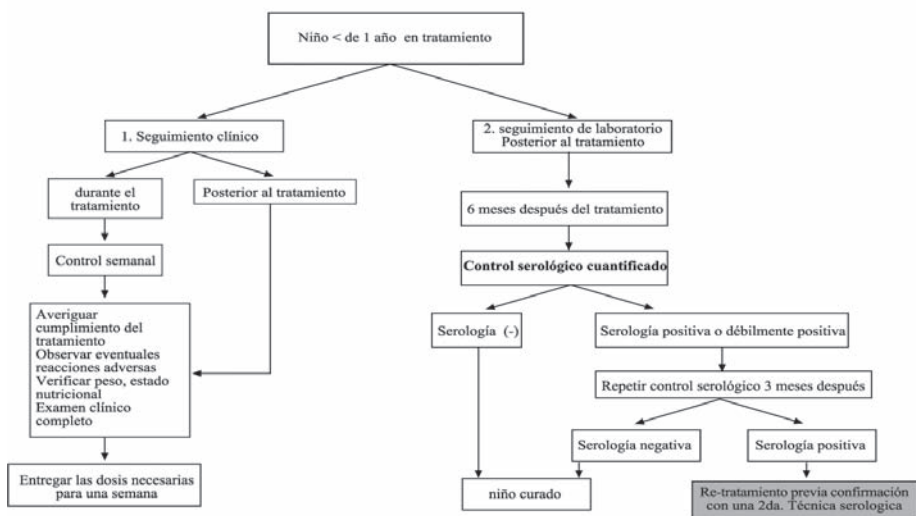 Niño < de 1 año en tratamiento
1. Seguimiento clínico
2. seguimiento de laboratorio
Posterior al tratamiento
durante el
tratamiento
Posterior al tratamiento
6 meses después del tratamiento
Control semanal
Control serológico cuantificado
Averiguar
cumplimiento del
tratamiento
Observar eventuales
reacciones adversas
Verificar peso, estado
nutricional
Examen clínico
completo
Serología (-)
Serología positiva o débilmente positiva
Repetir control serológico 3 meses después
Serología negativa
Serología positiva
Entregar las dosis necesarias
para una semana
niño curado
Re-tratamiento previa confirmación
con una 2da. Técnica serologica